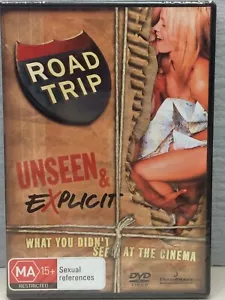 ROAD
TRIP
UNSEEN &
EXPLICIT
WHAT YOU DIDN'T
SEE AT THE CINEMA
MA 15+
RESTRICTED
Sexual
references
DVD